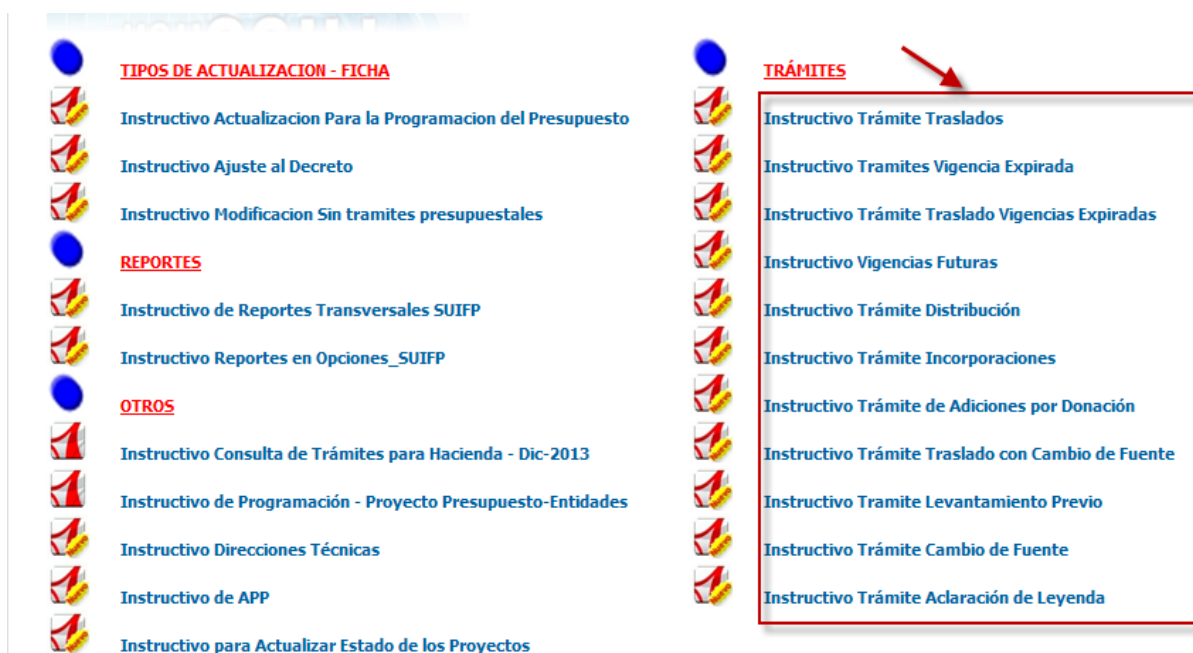 TIPOS DE ACTUALIZACION - FICHA
Instructivo Actualizacion Para la Programacion del Presupuesto
Instructivo Ajuste al Decreto
Instructivo Modificacion Sin tramites presupuestales
REPORTES
Instructivo de Reportes Transversales SUIFP
Instructivo Reportes en Opciones_SUIFP
OTROS
Instructivo Consulta de Trámites para Hacienda - Dic-2013
Instructivo de Programación - Proyecto Presupuesto-Entidades
Instructivo Direcciones Técnicas
Instructivo de APP
Instructivo para Actualizar Estado de los Proyectos
TRÁMITES
Instructivo Trámite Traslados
Instructivo Tramites Vigencia Expirada
Instructivo Trámite Traslado Vigencias Expiradas
Instructivo Vigencias Futuras
Instructivo Trámite Distribución
Instructivo Trámite Incorporaciones
Instructivo Trámite de Adiciones por Donación
Instructivo Trámite Traslado con Cambio de Fuente
Instructivo Tramite Levantamiento Previo
Instructivo Trámite Cambio de Fuente
Instructivo Trámite Aclaración de Leyenda